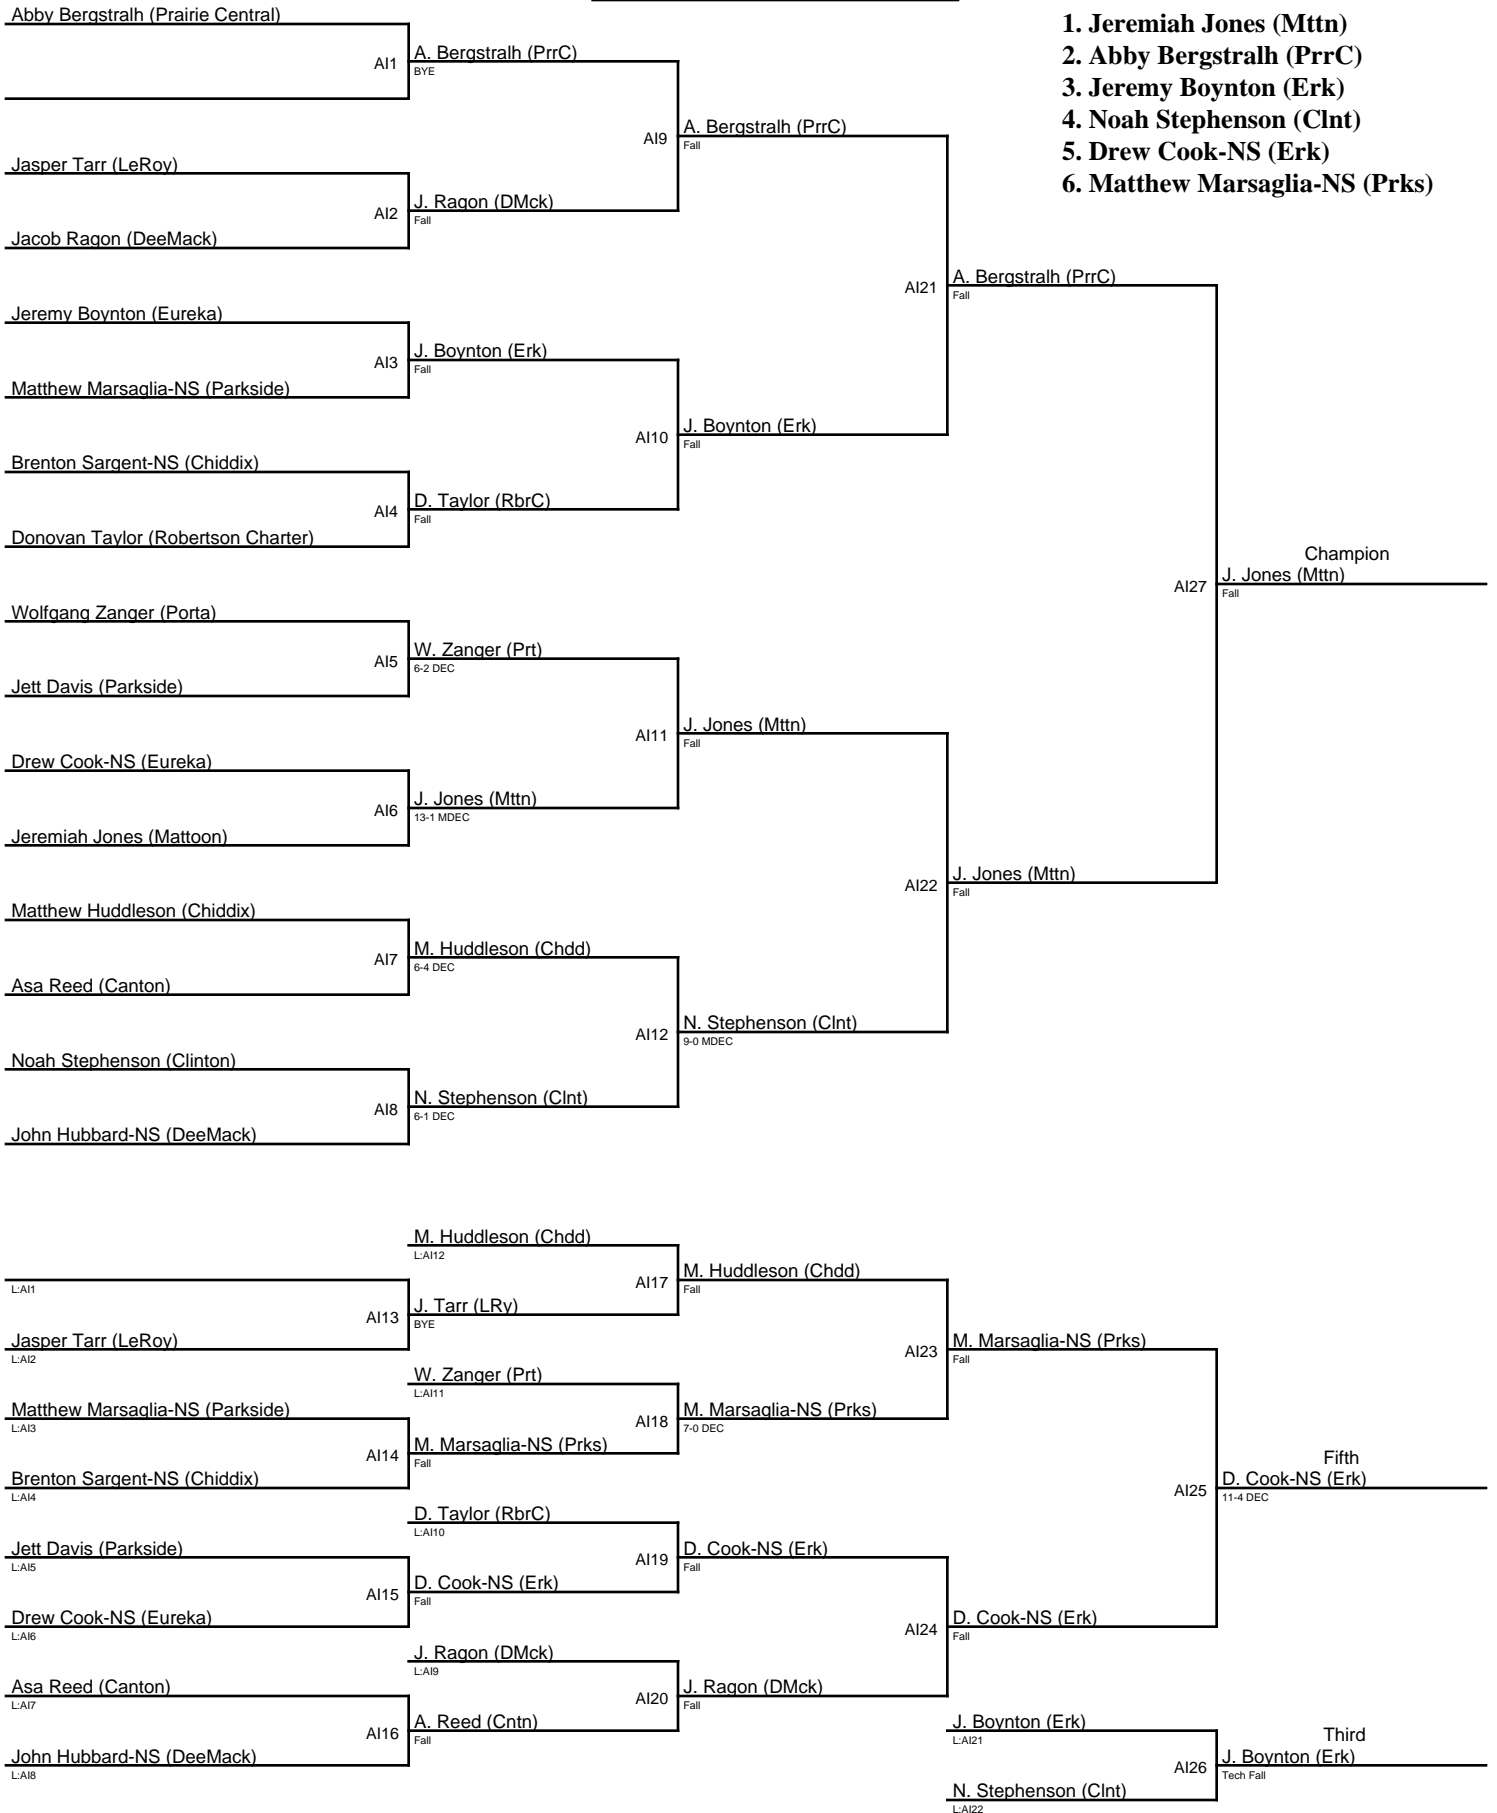 1. Jeremiah Jones (Mttn)
2. Abby Bergstralh (PrrC)
3. Jeremy Boynton (Erk)
4. Noah Stephenson (Clnt)
5. Drew Cook-NS (Erk)
6. Matthew Marsaglia-NS (Prks)
Abby Bergstralh (Prairie Central)
AI1
A. Bergstralh (PrrC)
BYE
Jasper Tarr (LeRoy)
AI2
Jacob Ragon (DeeMack)
J. Ragon (DMck)
Fall
AI9
A. Bergstralh (PrrC)
Fall
Jeremy Boynton (Eureka)
AI3
Matthew Marsaglia-NS (Parkside)
J. Boynton (Erk)
Fall
Brenton Sargent-NS (Chiddix)
AI4
Donovan Taylor (Robertson Charter)
D. Taylor (RbrC)
Fall
AI10
J. Boynton (Erk)
Fall
AI21
A. Bergstralh (PrrC)
Fall
Wolfgang Zanger (Porta)
AI5
Jett Davis (Parkside)
W. Zanger (Prt)
6-2 DEC
Drew Cook-NS (Eureka)
AI6
Jeremiah Jones (Mattoon)
J. Jones (Mttn)
13-1 MDEC
AI11
J. Jones (Mttn)
Fall
Matthew Huddleson (Chiddix)
AI7
Asa Reed (Canton)
M. Huddleson (Chdd)
6-4 DEC
Noah Stephenson (Clinton)
AI8
John Hubbard-NS (DeeMack)
N. Stephenson (Clnt)
6-1 DEC
AI12
N. Stephenson (Clnt)
9-0 MDEC
AI22
J. Jones (Mttn)
Fall
AI27
Champion
J. Jones (Mttn)
Fall
L:AI1
AI13
Jasper Tarr (LeRoy)
L:AI2
M. Huddleson (Chdd)
L:AI12
AI17
J. Tarr (LRy)
BYE
M. Huddleson (Chdd)
Fall
Matthew Marsaglia-NS (Parkside)
L:AI3
AI14
Brenton Sargent-NS (Chiddix)
L:AI4
W. Zanger (Prt)
L:AI11
AI18
M. Marsaglia-NS (Prks)
Fall
M. Marsaglia-NS (Prks)
7-0 DEC
AI23
M. Marsaglia-NS (Prks)
Fall
Jett Davis (Parkside)
L:AI5
AI15
Drew Cook-NS (Eureka)
L:AI6
D. Taylor (RbrC)
L:AI10
AI19
D. Cook-NS (Erk)
Fall
D. Cook-NS (Erk)
Fall
Asa Reed (Canton)
L:AI7
AI16
John Hubbard-NS (DeeMack)
L:AI8
J. Ragon (DMck)
L:AI9
AI20
A. Reed (Cntn)
Fall
J. Ragon (DMck)
Fall
AI24
D. Cook-NS (Erk)
Fall
AI25
Fifth
D. Cook-NS (Erk)
11-4 DEC
J. Boynton (Erk)
L:AI21
AI26
N. Stephenson (Clnt)
L:AI22
Third
J. Boynton (Erk)
Tech Fall